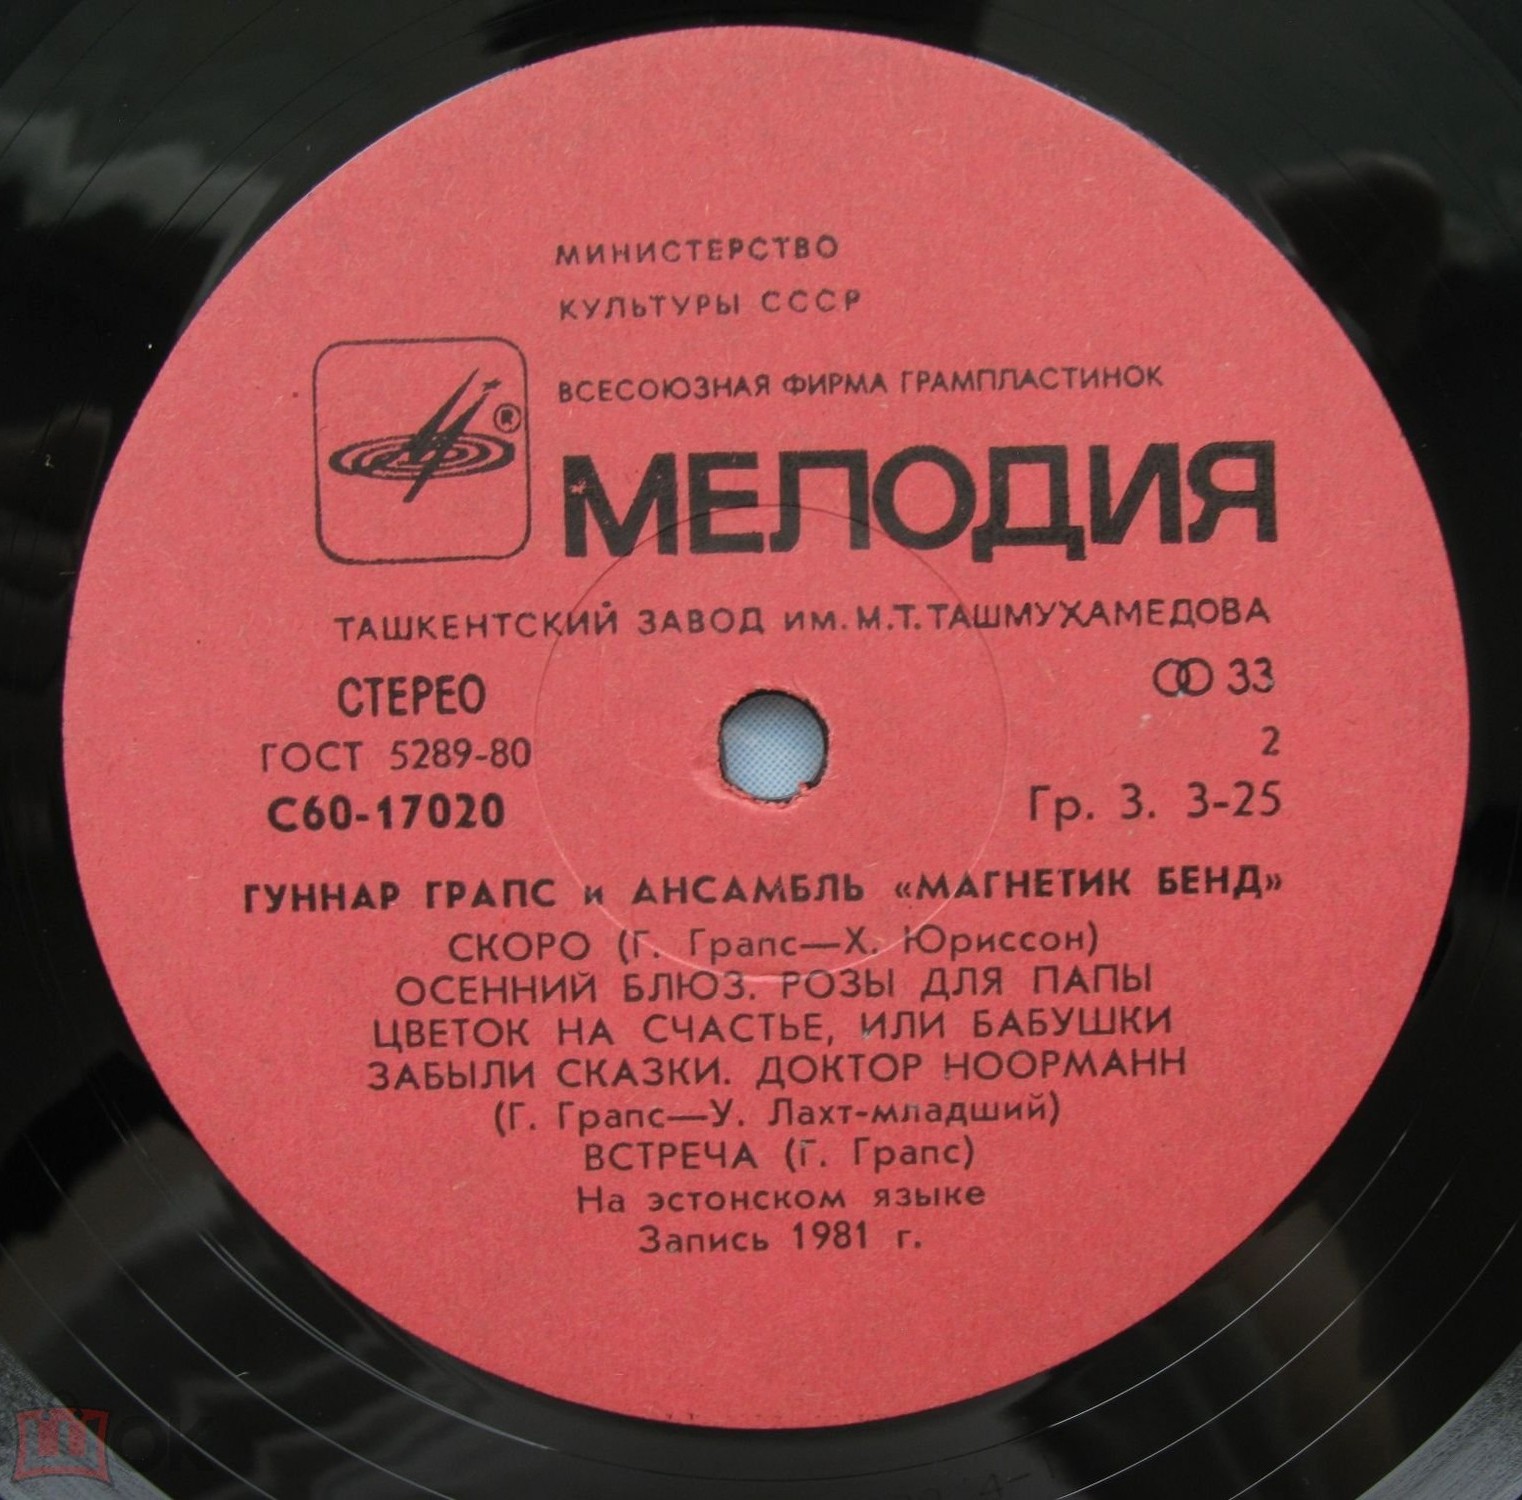 МИНИСТЕРСТВО
КУЛЬТУРЫ СССР
ВСЕСОЮЗНАЯ ФИРМА ГРАМПЛАСТИНОК
®
МЕЛОДИЯ
ТАШКЕНТСКИЙ ЗАВОД ИМ. М.Т. ТАШМУХАМЕДОВА
СТЕРЕО
33
ГОСТ 5289-80
2
С60-17020
Гр. 3. 3-25
ГУННАР ГРАПС и АНСАМБЛЬ «МАГНЕТИК БЕНД»
СКОРО (Г. Грапс—Х. Юриссон)
ОСЕННИЙ БЛЮЗ. РОЗЫ ДЛЯ ПАПЫ
ЦВЕТОК НА СЧАСТЬЕ, ИЛИ БАБУШКИ
ЗАБЫЛИ СКАЗКИ. ДОКТОР НООРМАНН
(Г. Грапс—У. Лахт-младший)
ВСТРЕЧА (Г. Грапс)
На эстонском языке
Запись 1981 г.